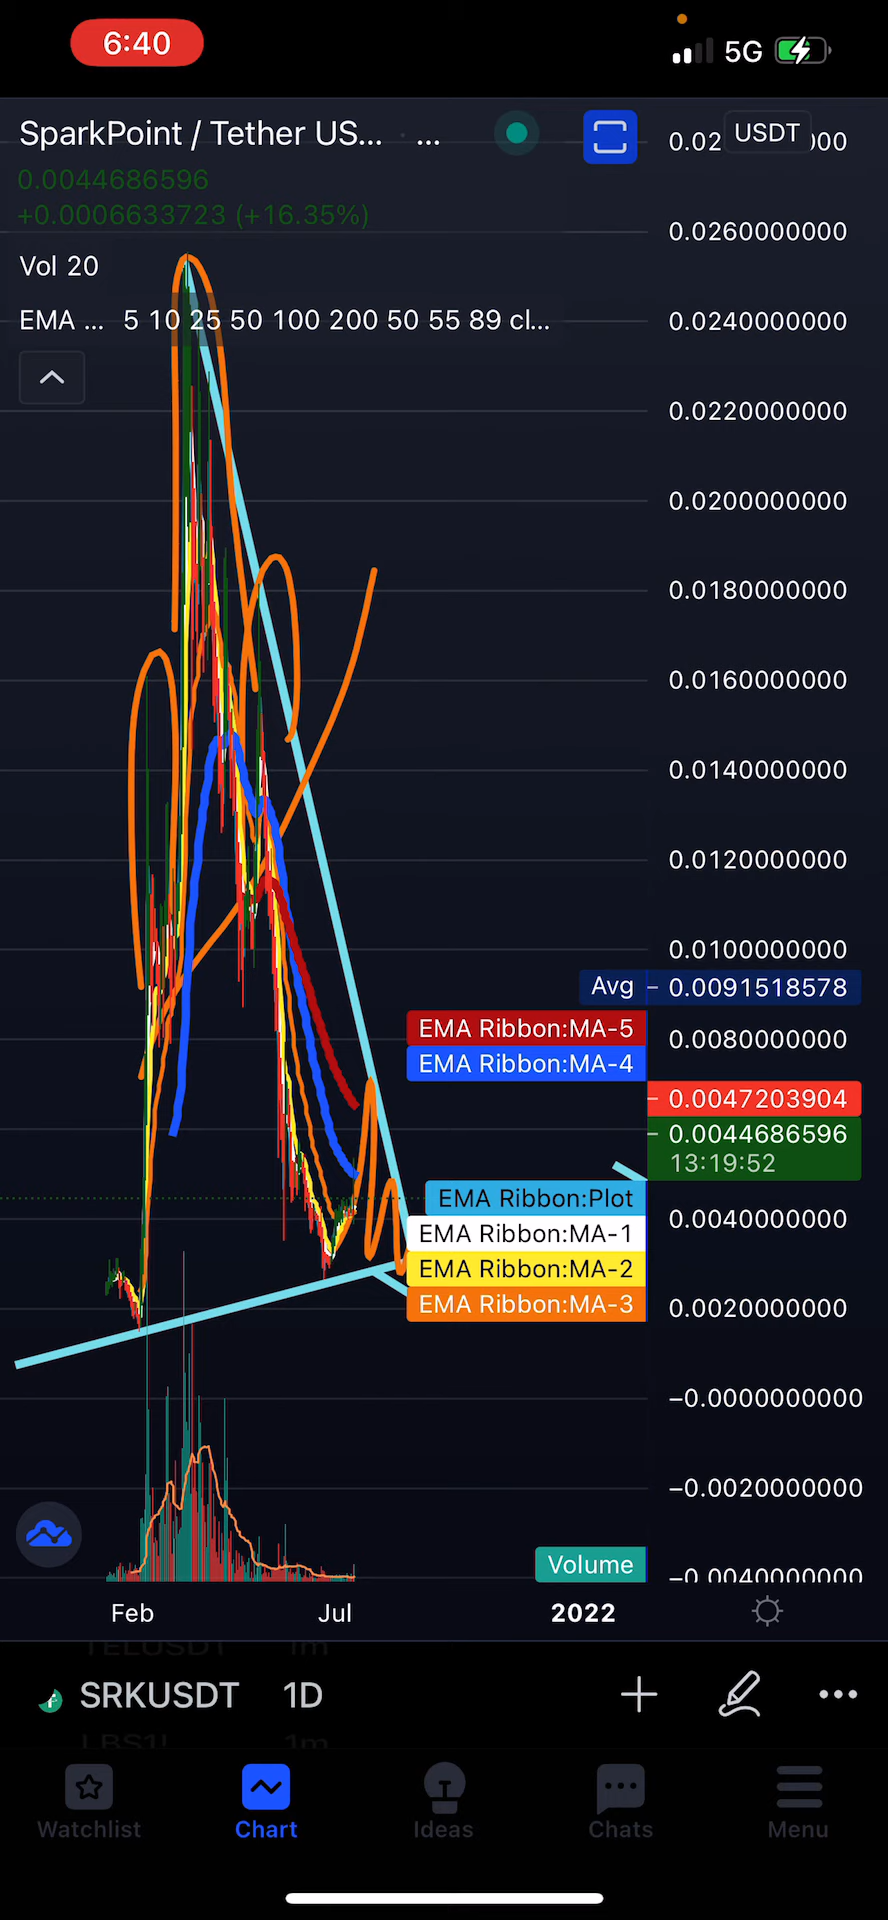 6:40
5G
SparkPoint / Tether US... · ...
USDT
0.0044686596
+0.0006633723 (+16.35%)
Vol 20
EMA ... 5 10 25 50 100 200 50 55 89 cl...
0.0260000000
0.0240000000
0.0220000000
0.0200000000
0.0180000000
0.0160000000
0.0140000000
0.0120000000
0.0100000000
Avg 0.0091518578
EMA Ribbon:MA-5
0.0080000000
EMA Ribbon:MA-4
0.0047203904
0.0044686596
13:19:52
EMA Ribbon:Plot
0.0040000000
EMA Ribbon:MA-1
EMA Ribbon:MA-2
EMA Ribbon:MA-3
0.0020000000
−0.0000000000
−0.0020000000
Volume
−0.0040000000
Feb Jul 2022
TELUSDT 1m
SRKUSDT 1D
LBS1! 1m
Watchlist Chart Ideas Chats Menu